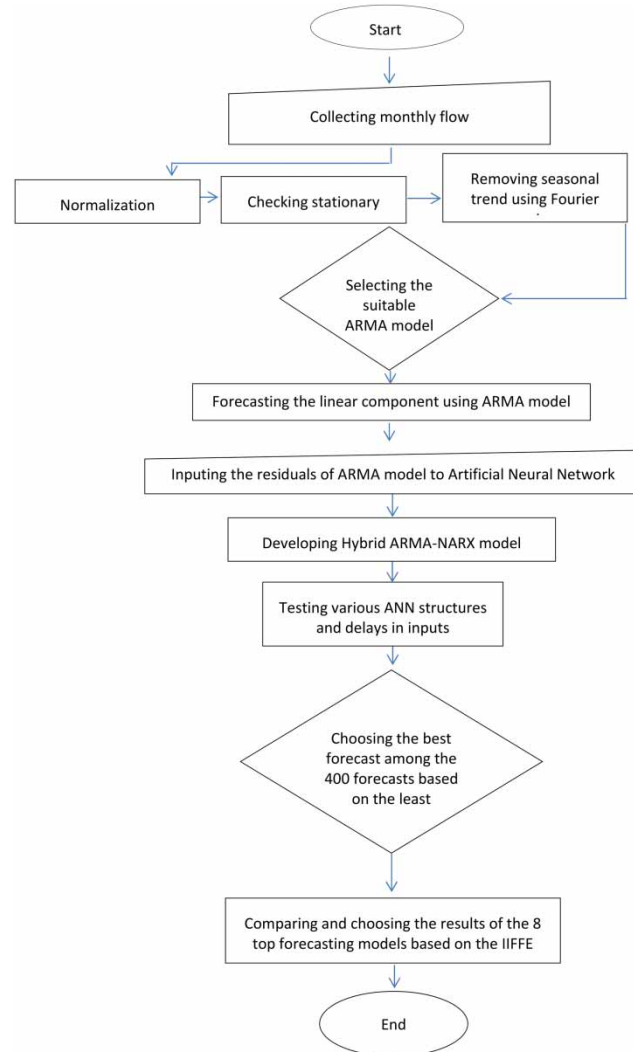 Start
Collecting monthly flow
Normalization
Checking stationary
Removing seasonal
trend using Fourier
.
Selecting the
suitable
ARMA model
Forecasting the linear component using ARMA model
Inputing the residuals of ARMA model to Artificial Neural Network
Developing Hybrid ARMA-NARX model
Testing various ANN structures
and delays in inputs
Choosing the best
forecast among the
400 forecasts based
on the least
Comparing and choosing the results of the 8
top forecasting models based on the IIFFE
End